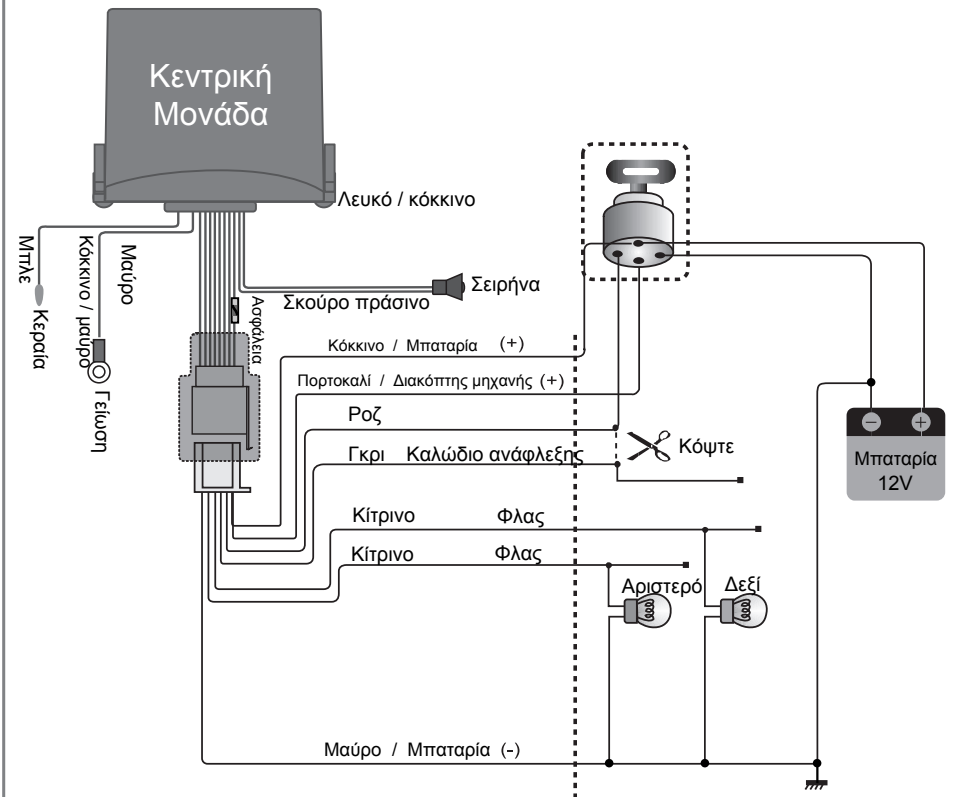 Κεντρική
Μονάδα
Λευκό / κόκκινο
Μπλε
Κεραία
Κόκκινο / μαύρο
Μαύρο
Γείωση
Ασφάλεια
Σκούρο πράσινο
Σειρήνα
Κόκκινο / Μπαταρία (+)
Πορτοκαλί / Διακόπτης μηχανής (+)
Ροζ
Γκρι Καλώδιο ανάφλεξης
Κόψτε
Κίτρινο Φλας
Κίτρινο Φλας
Αριστερό Δεξί
− +
Μπαταρία
12V
Μαύρο / Μπαταρία (-)